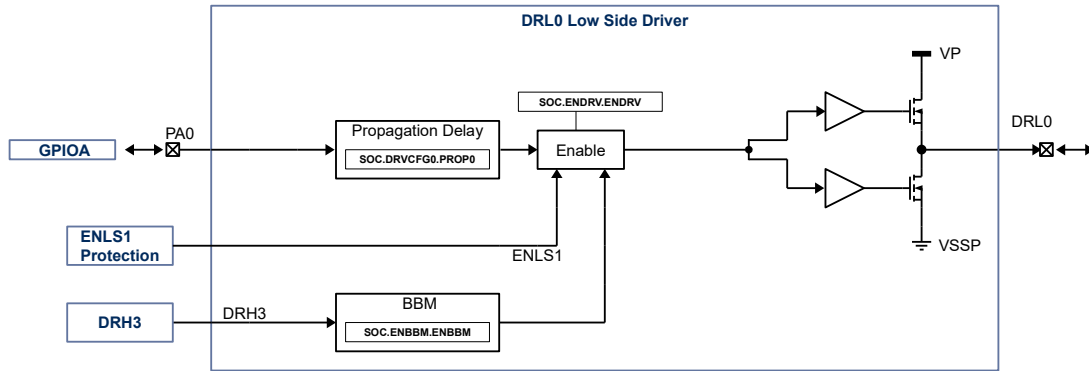 DRL0 Low Side Driver
VP
SOC.ENDRV.ENDRV
GPIOA
PA0
Propagation Delay
SOC.DRVCFG0.PROP0
Enable
DRL0
ENLS1
Protection
ENLS1
VSSP
DRH3
DRH3
BBM
SOC.ENBBM.ENBBM